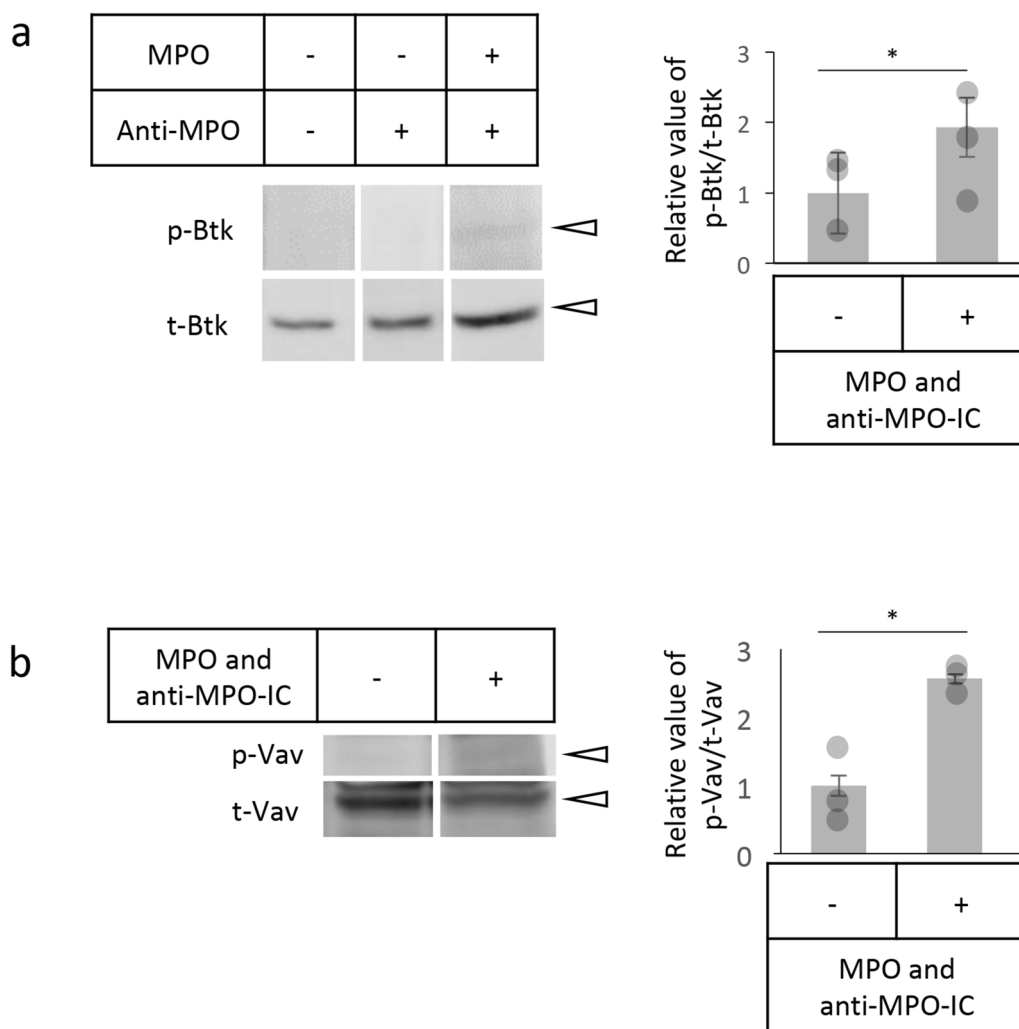 a
MPO - - +
Anti-MPO - + +
p-Btk
t-Btk
Relative value of
p-Btk/t-Btk
3
2
1
0
*
- +
MPO and
anti-MPO-IC
b
MPO and
anti-MPO-IC
- +
p-Vav
t-Vav
Relative value of
p-Vav/t-Vav
3
2
1
0
*
- +
MPO and
anti-MPO-IC